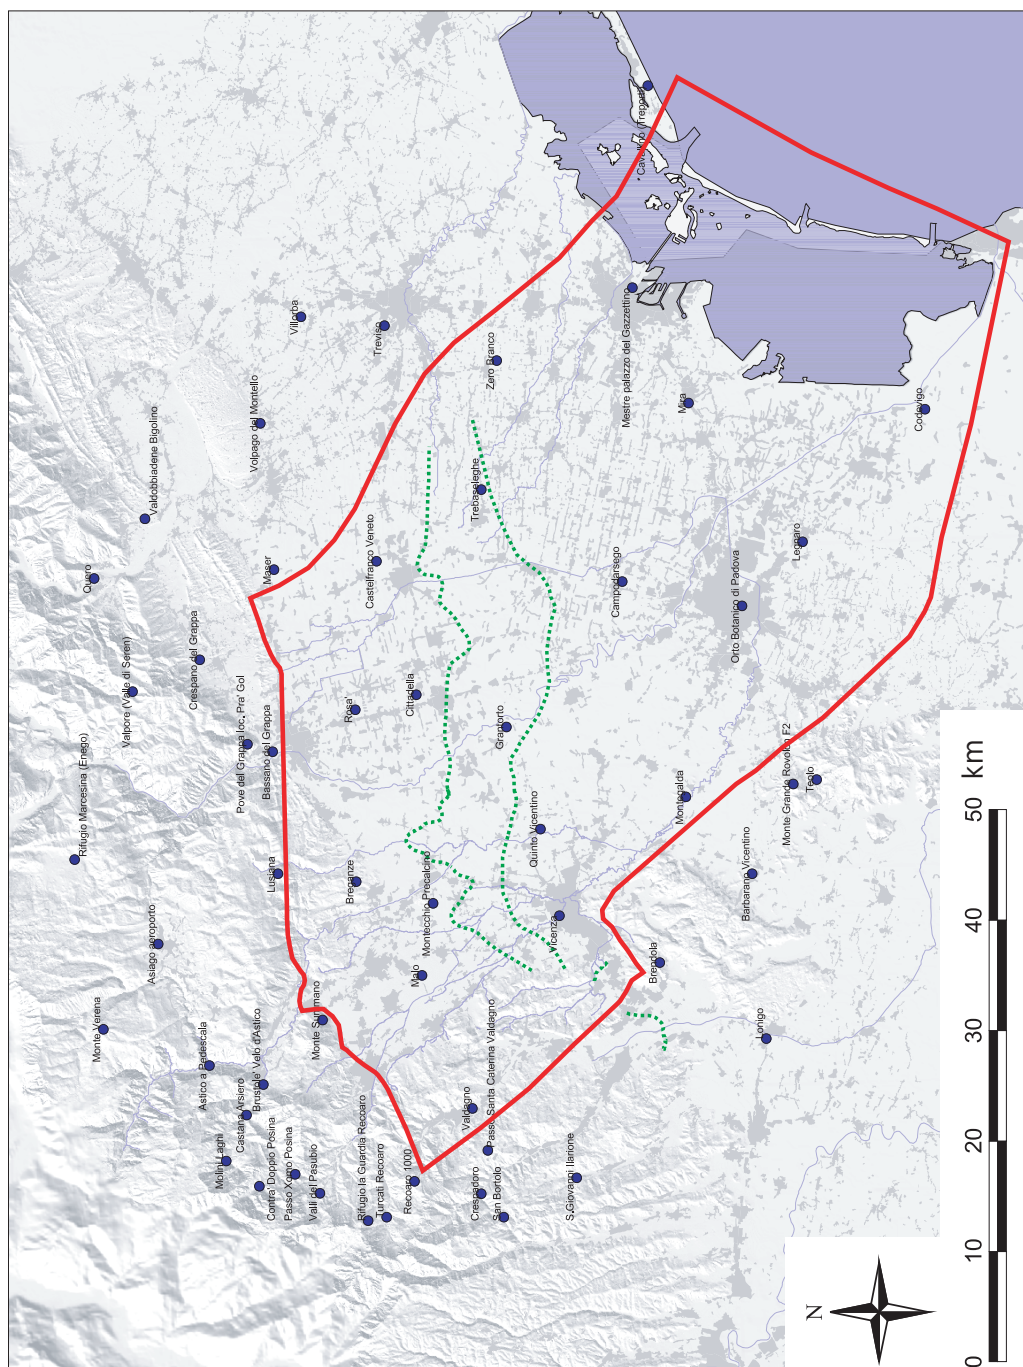 Rifugio Marcesina (Enego)
Quero
Valpore (Valle di Seren)
Valdobbiadene Bigolino
Monte Verena
Asiago aeroporto
Crespano del Grappa
Astico a Pedescala
Molini Laghi
Castana Arsiero
Brustole' Velo d'Astico
Contra' Doppio Posina
Passo Xomo Posina
Valli del Pasubio
Pove del Grappa loc. Pra' Gol
Bassano del Grappa
Lusiana
Maser
Volpago del Montello
Villorba
Monte Summano
Breganze
Rosa'
Castelfranco Veneto
Treviso
Rifugio la Guardia Recoaro
Turcati Recoaro
Recoaro 1000
Malo
Montecchio Precalcino
Cittadella
Valdagno
Passo Santa Caterina Valdagno
Crespadoro
San Bortolo
Trebaseleghe
Zero Branco
Grantorto
Quinto Vicentino
Vicenza
S.Giovanni Ilarione
Campodarsego
Mestre palazzo del Gazzettino
Cavallino (Treporti)
Brendola
Montegalda
Mira
Orto Botanico di Padova
Lonigo
Barbarano Vicentino
Monte Grande Rovolon F2
Teolo
Legnaro
Codevigo
N
0
10
20
30
40
50
km